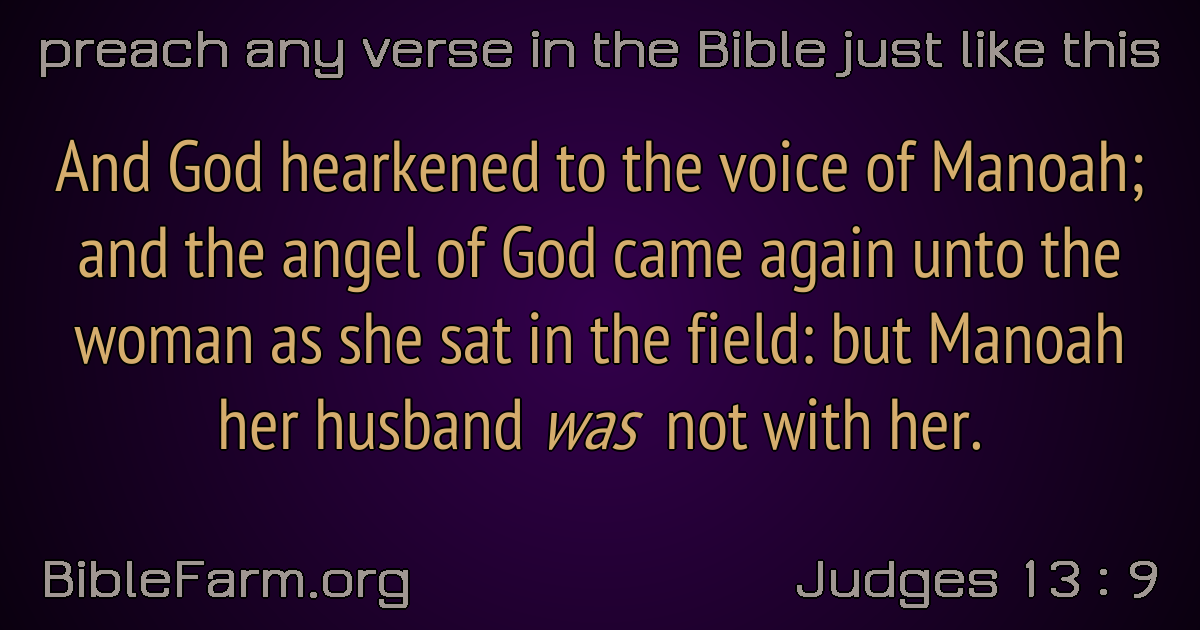 preach any verse in the Bible just like this
And God hearkened to the voice of Manoah;
and the angel of God came again unto the
woman as she sat in the field: but Manoah
her husband was not with her.
BibleFarm.org
Judges 13 : 9